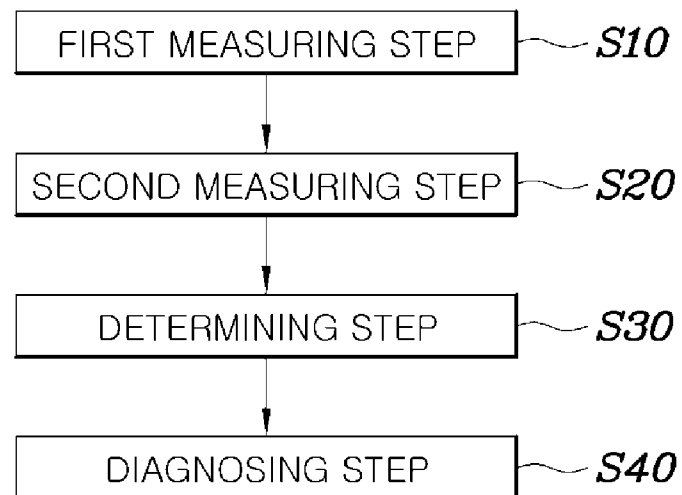 FIRST MEASURING STEP S10
SECOND MEASURING STEP S20
DETERMINING STEP S30
DIAGNOSING STEP S40